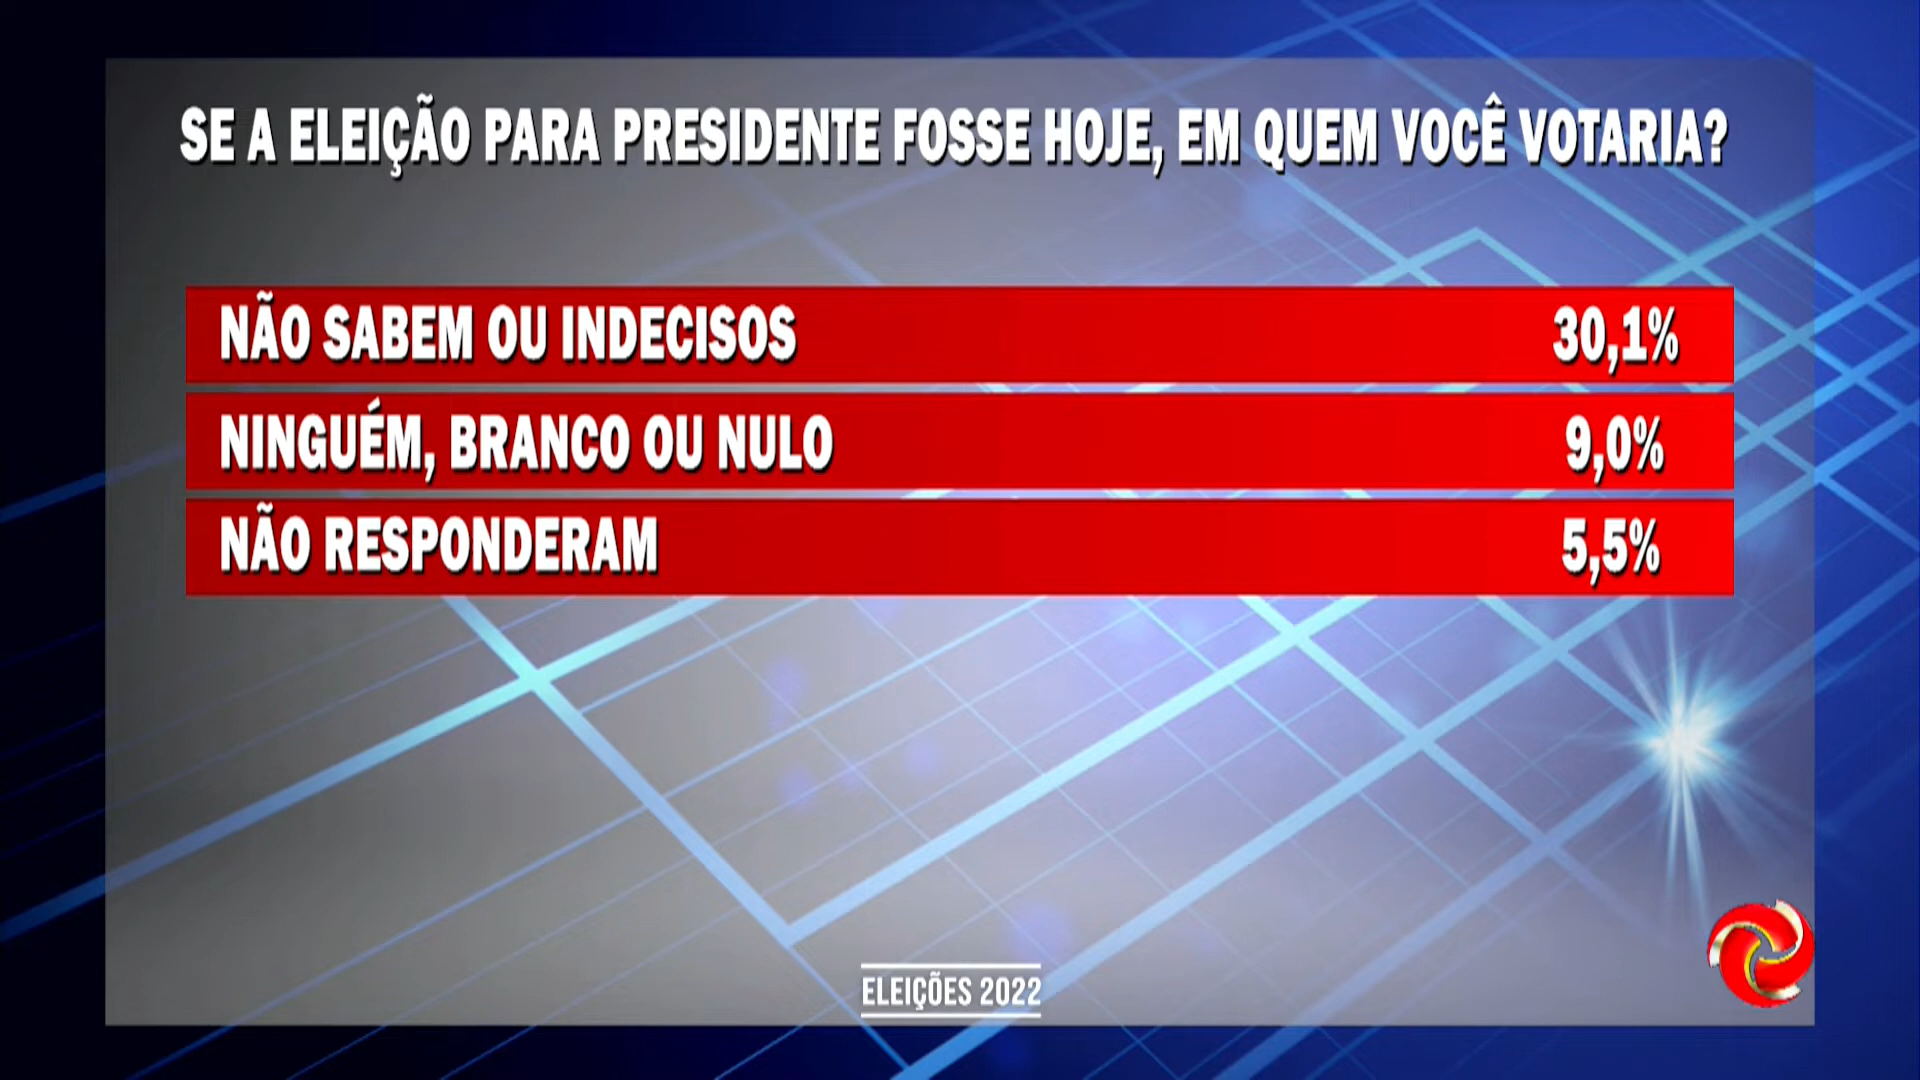 SE A ELEIÇÃO PARA PRESIDENTE FOSSE HOJE, EM QUEM VOCÊ VOTARIA?
NÃO SABEM OU INDECISOS 30,1%
NINGUÉM, BRANCO OU NULO 9,0%
NÃO RESPONDERAM 5,5%
ELEIÇÕES 2022